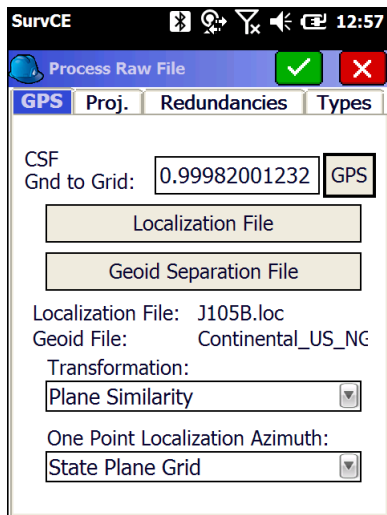 SurvCE 12:57
Process Raw File
GPS Proj. Redundancies Types
CSF
Gnd to Grid: 0.99982001232 GPS
Localization File
Geoid Separation File
Localization File: J105B.loc
Geoid File: Continental_US_NG
Transformation:
Plane Similarity
One Point Localization Azimuth:
State Plane Grid